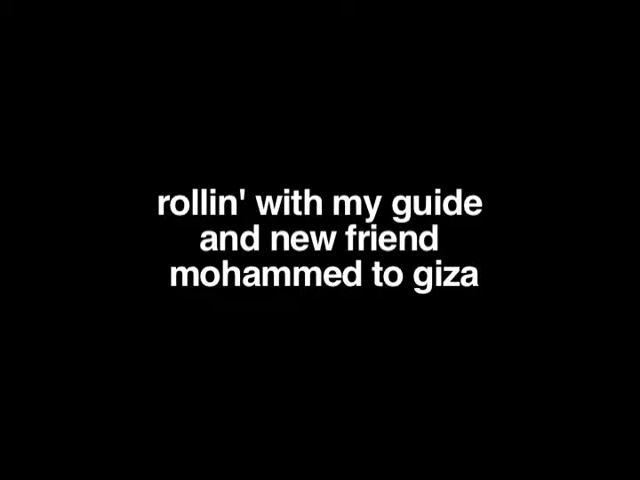 rollin' with my guide
and new friend
mohammed to giza